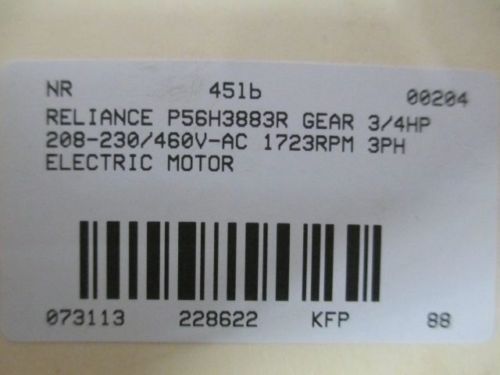 NR 451b 00204
RELIANCE P56H3883R GEAR 3/4HP
208-230/460V-AC 1723RPM 3PH
ELECTRIC MOTOR
073113 228622 KFP 88